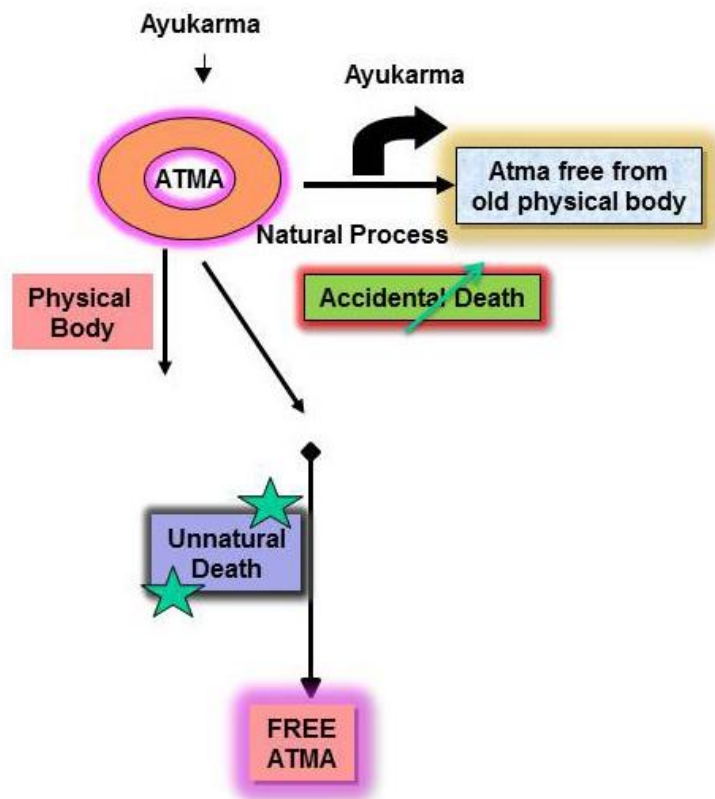 Ayukarma
Ayukarma
ATMA
Atma free from
old physical body
Natural Process
Physical
Body
Accidental Death
Unnatural
Death
FREE
ATMA